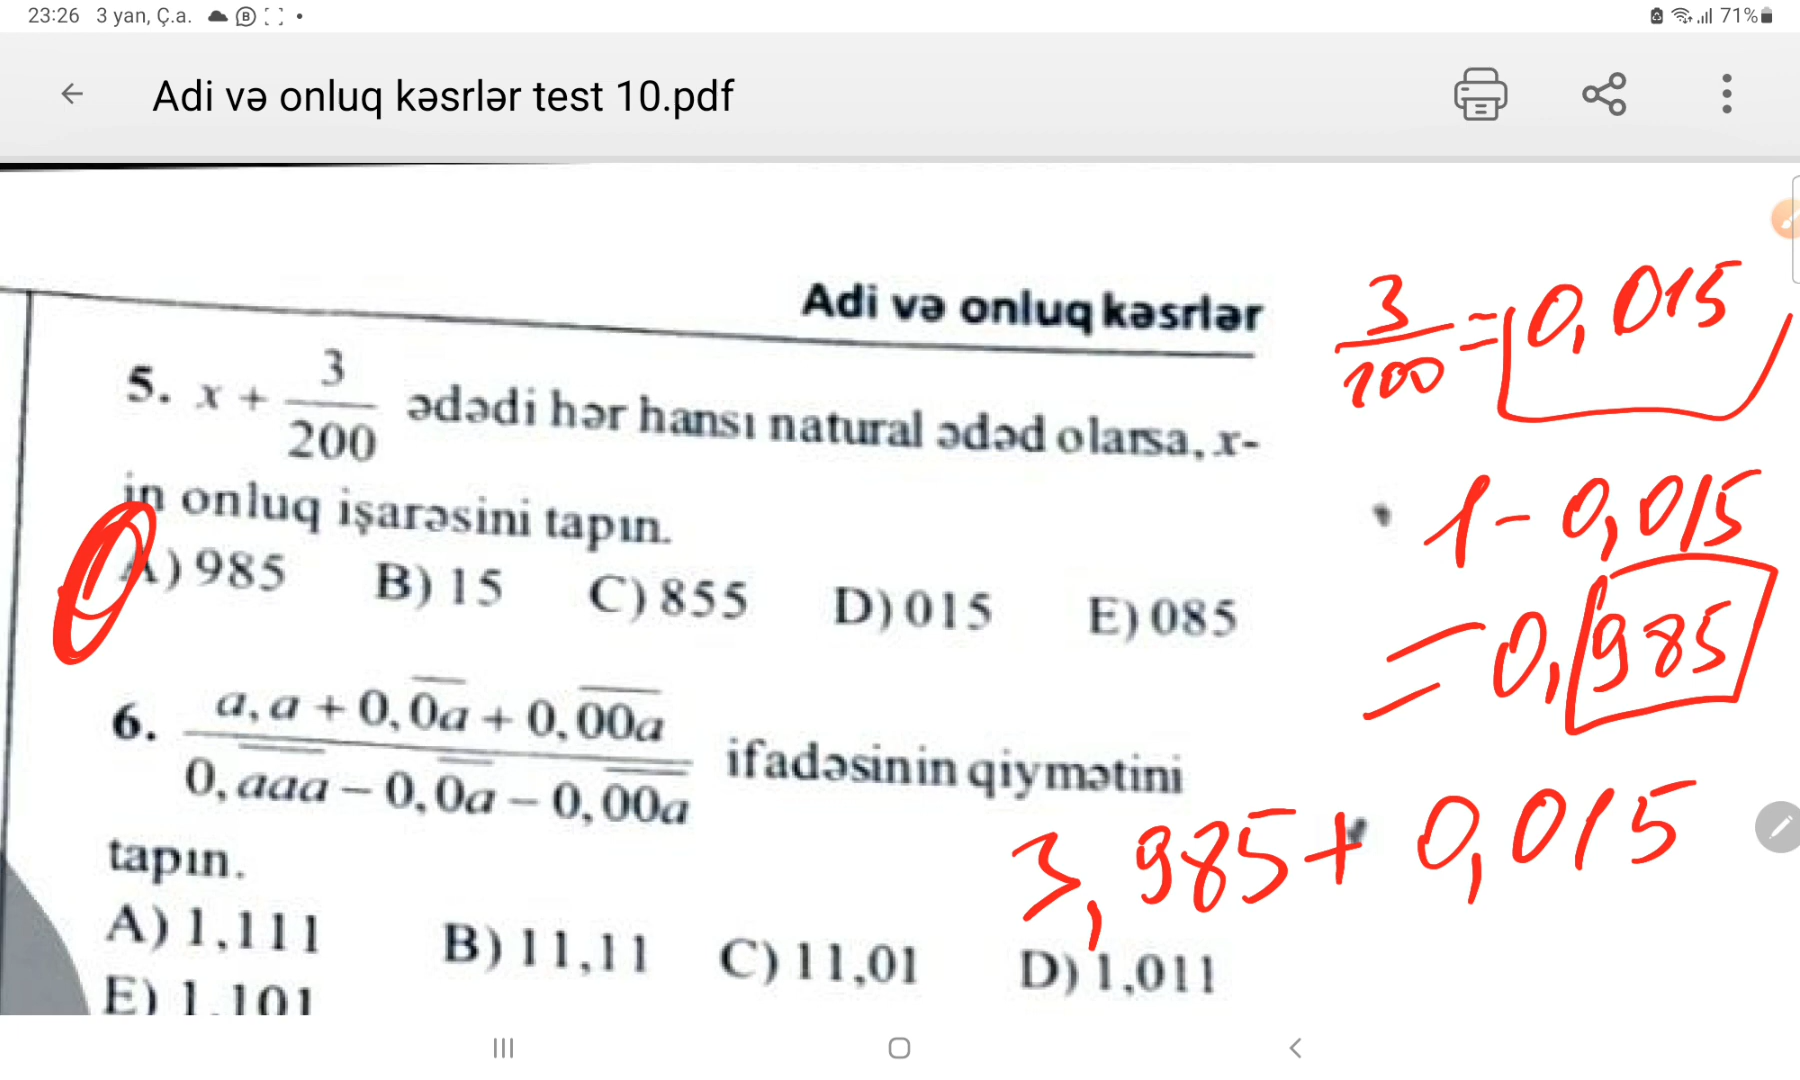 23:26 3 yan, Ç.a.
71%
Adi və onluq kəsrlər test 10.pdf
Adi və onluq kəsrlər
5. x + 3/200 ədədi hər hansı natural ədəd olarsa, x-
in onluq işarəsini tapın.
A) 985 B) 15 C) 855 D) 015 E) 085
6. a,a + 0,0a + 0,00a / 0,aaa – 0,0a – 0,00a ifadəsinin qiymətini
tapın.
A) 1,111 B) 11,11 C) 11,01 D) 1,011
E) 1,101
3/200 = 0,015
1 - 0,015
= 0,985
3,985 + 0,015